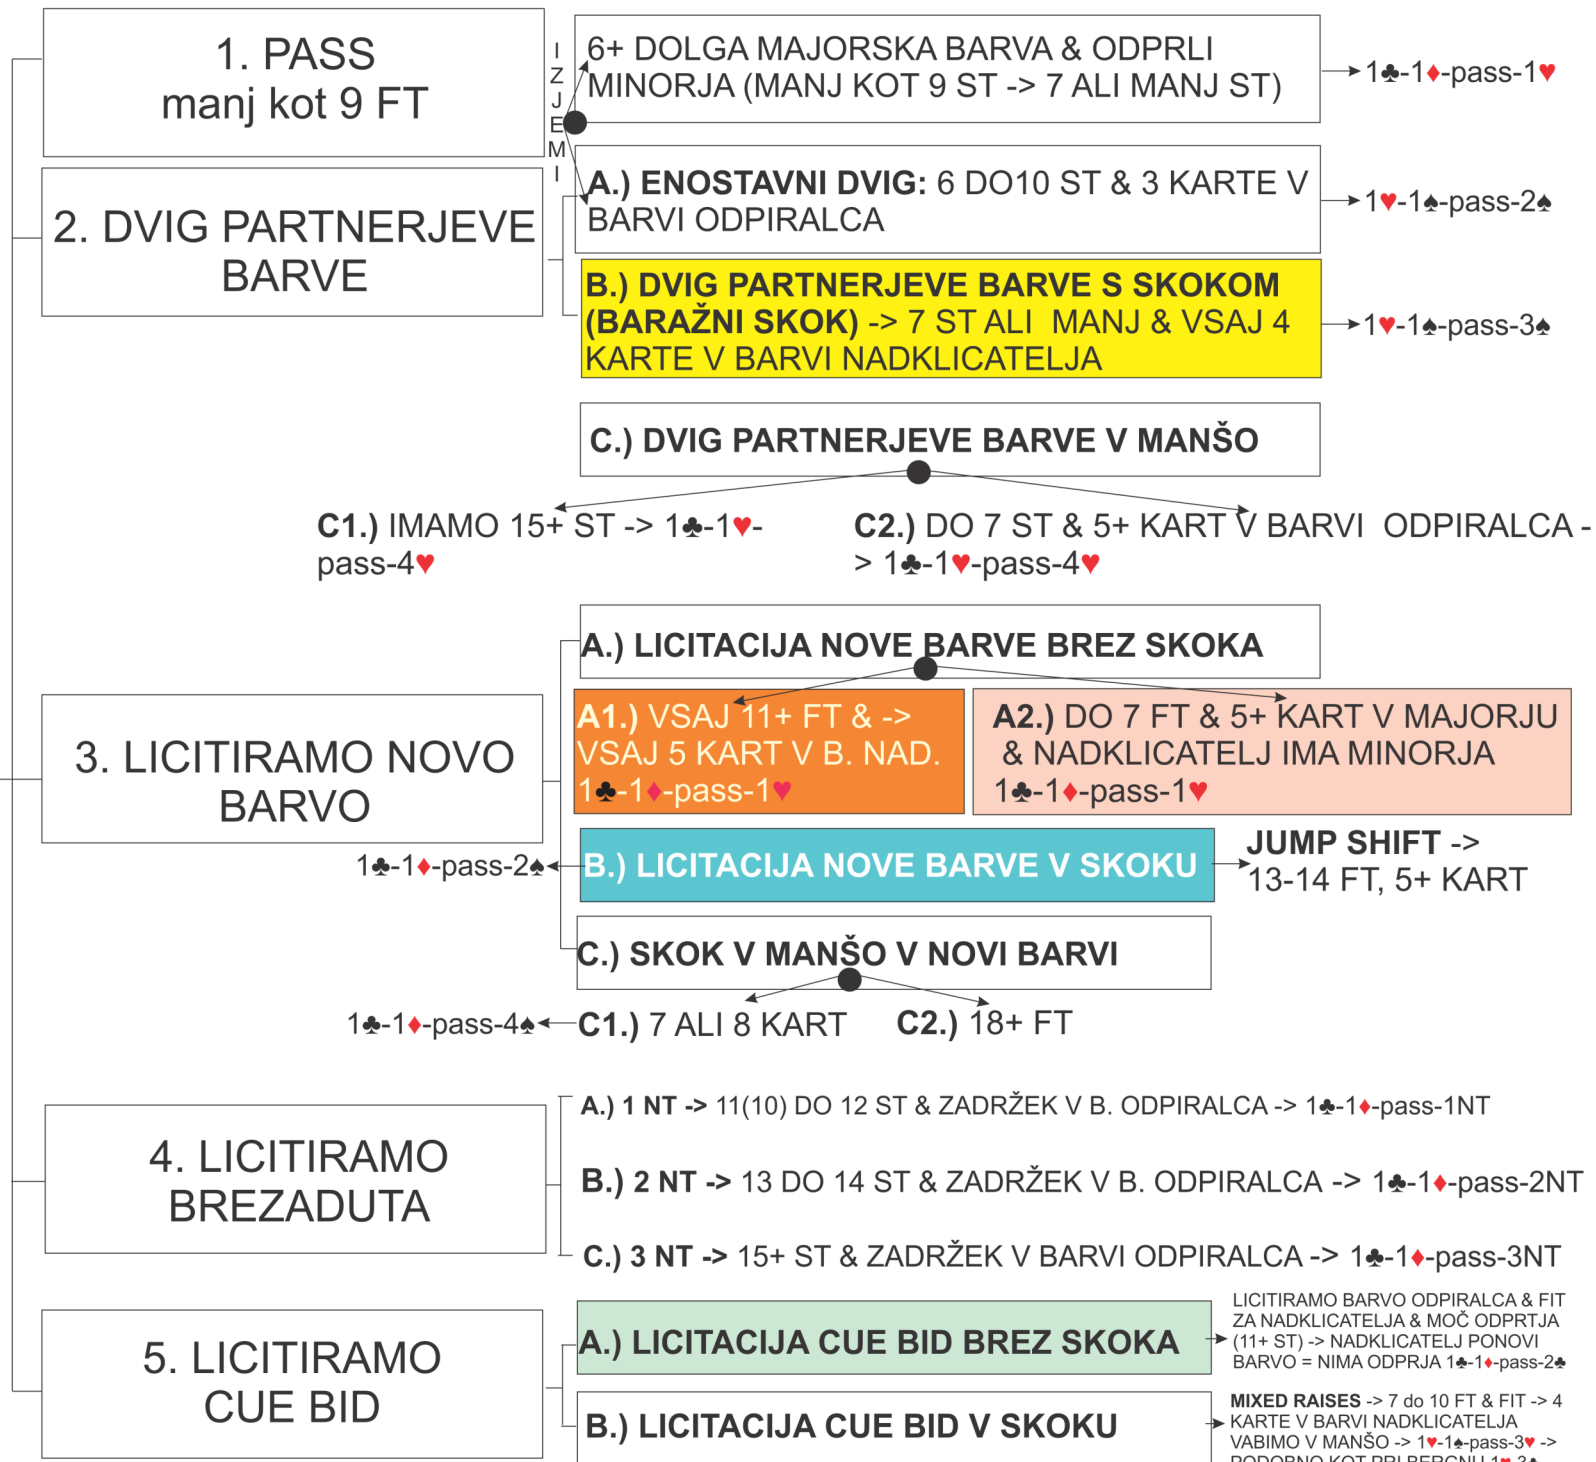 1. PASS
manj kot 9 FT
IZJEMI
6+ DOLGA MAJORSKA BARVA & ODPRLI
MINORJA (MANJ KOT 9 ST -> 7 ALI MANJ ST)
1♣-1♦-pass-1♥
2. DVIG PARTNERJEVE
BARVE
A.) ENOSTAVNI DVIG: 6 DO10 ST & 3 KARTE V
BARVI ODPIRALCA
1♥-1♠-pass-2♠
B.) DVIG PARTNERJEVE BARVE S SKOKOM
(BARAŽNI SKOK) -> 7 ST ALI MANJ & VSAJ 4
KARTE V BARVI NADKLICATELJA
1♥-1♠-pass-3♠
C.) DVIG PARTNERJEVE BARVE V MANŠO
C1.) IMAMO 15+ ST -> 1♣-1♥-
pass-4♥
C2.) DO 7 ST & 5+ KART V BARVI ODPIRALCA -
> 1♣-1♥-pass-4♥
3. LICITIRAMO NOVO
BARVO
A.) LICITACIJA NOVE BARVE BREZ SKOKA
A1.) VSAJ 11+ FT & ->
VSAJ 5 KART V B. NAD.
1♣-1♦-pass-1♥
A2.) DO 7 FT & 5+ KART V MAJORJU
& NADKLICATELJ IMA MINORJA
1♣-1♦-pass-1♥
1♣-1♦-pass-2♠
B.) LICITACIJA NOVE BARVE V SKOKU
JUMP SHIFT ->
13-14 FT, 5+ KART
C.) SKOK V MANŠO V NOVI BARVI
1♣-1♦-pass-4♠
C1.) 7 ALI 8 KART
C2.) 18+ FT
4. LICITIRAMO
BREZADUTA
A.) 1 NT -> 11(10) DO 12 ST & ZADRŽEK V B. ODPIRALCA -> 1♣-1♦-pass-1NT
B.) 2 NT -> 13 DO 14 ST & ZADRŽEK V B. ODPIRALCA -> 1♣-1♦-pass-2NT
C.) 3 NT -> 15+ ST & ZADRŽEK V BARVI ODPIRALCA -> 1♣-1♦-pass-3NT
5. LICITIRAMO
CUE BID
A.) LICITACIJA CUE BID BREZ SKOKA
LICITIRAMO BARVO ODPIRALCA & FIT
ZA NADKLICATELJA & MOČ ODPRTJA
(11+ ST) -> NADKLICATELJ PONOVI
BARVO = NIMA ODPRJA 1♣-1♦-pass-2♣
B.) LICITACIJA CUE BID V SKOKU
MIXED RAISES -> 7 do 10 FT & FIT -> 4
KARTE V BARVI NADKLICATELJA
VABIMO V MANŠO -> 1♥-1♠-pass-3♥ ->
PODOBNO KOT PRI BERGNU 1♥-3♣